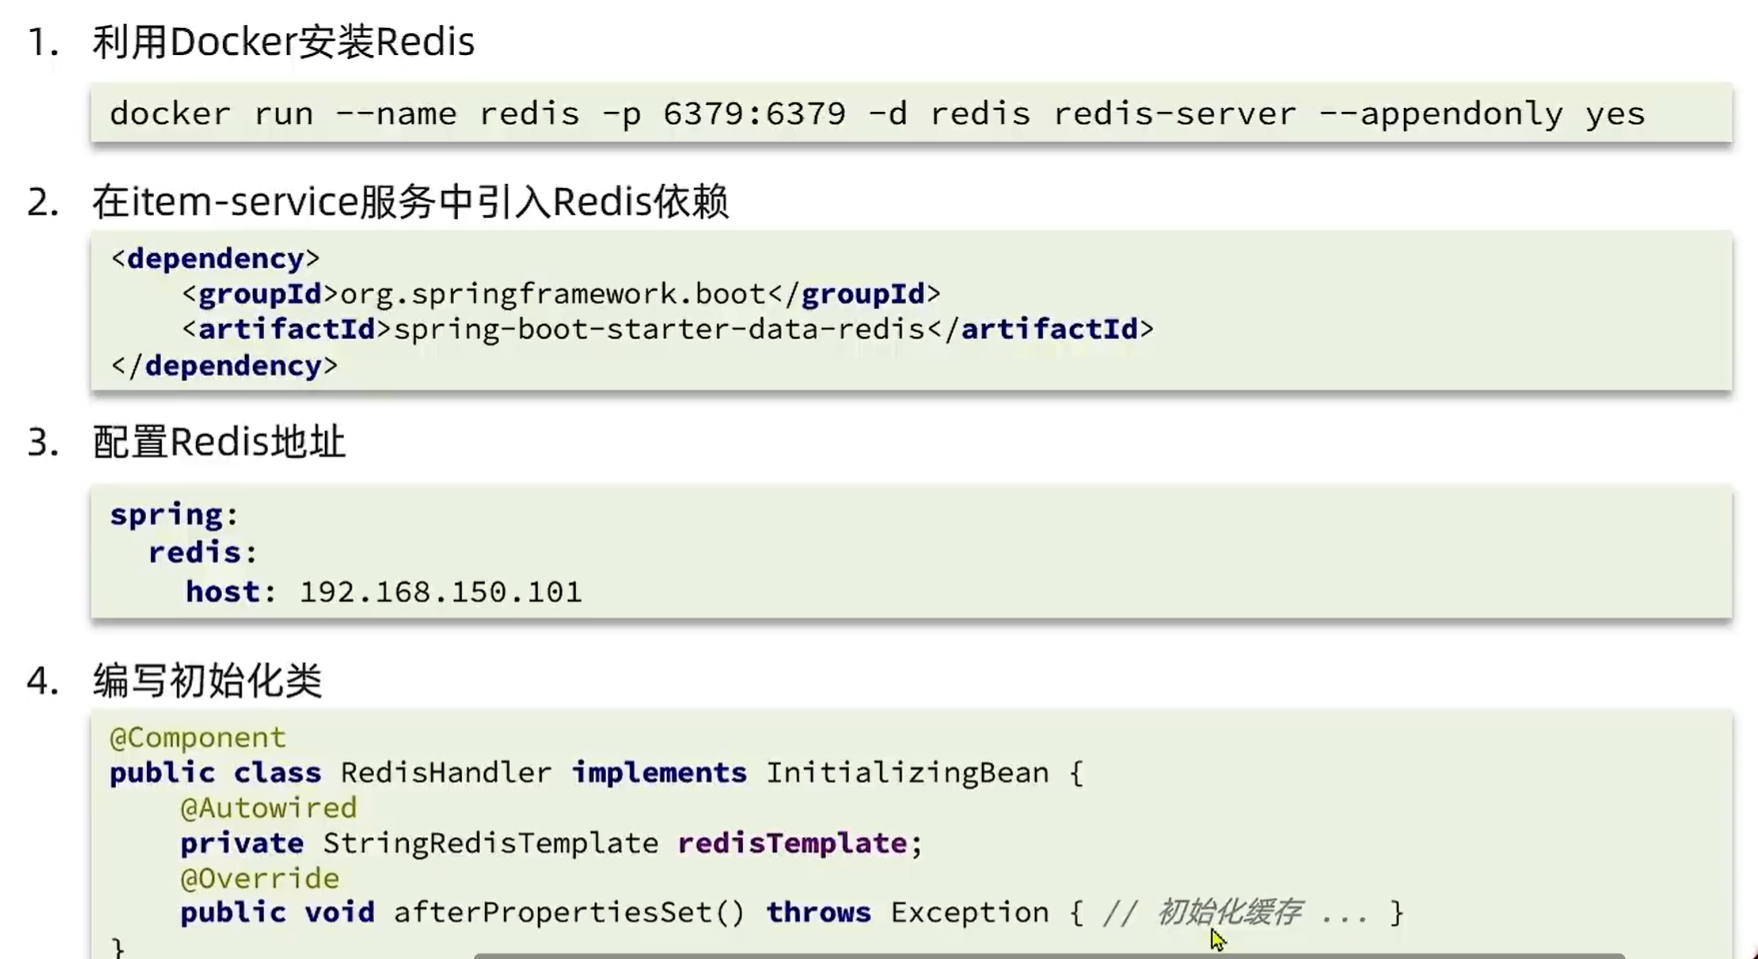 1. 利用Docker安装Redis
docker run --name redis -p 6379:6379 -d redis redis-server --appendonly yes
2. 在item-service服务中引入Redis依赖
<dependency>
    <groupId>org.springframework.boot</groupId>
    <artifactId>spring-boot-starter-data-redis</artifactId>
</dependency>
3. 配置Redis地址
spring:
  redis:
    host: 192.168.150.101
4. 编写初始化类
@Component
public class RedisHandler implements InitializingBean {
    @Autowired
    private StringRedisTemplate redisTemplate;
    @Override
    public void afterPropertiesSet() throws Exception { // 初始化缓存 ... }
}